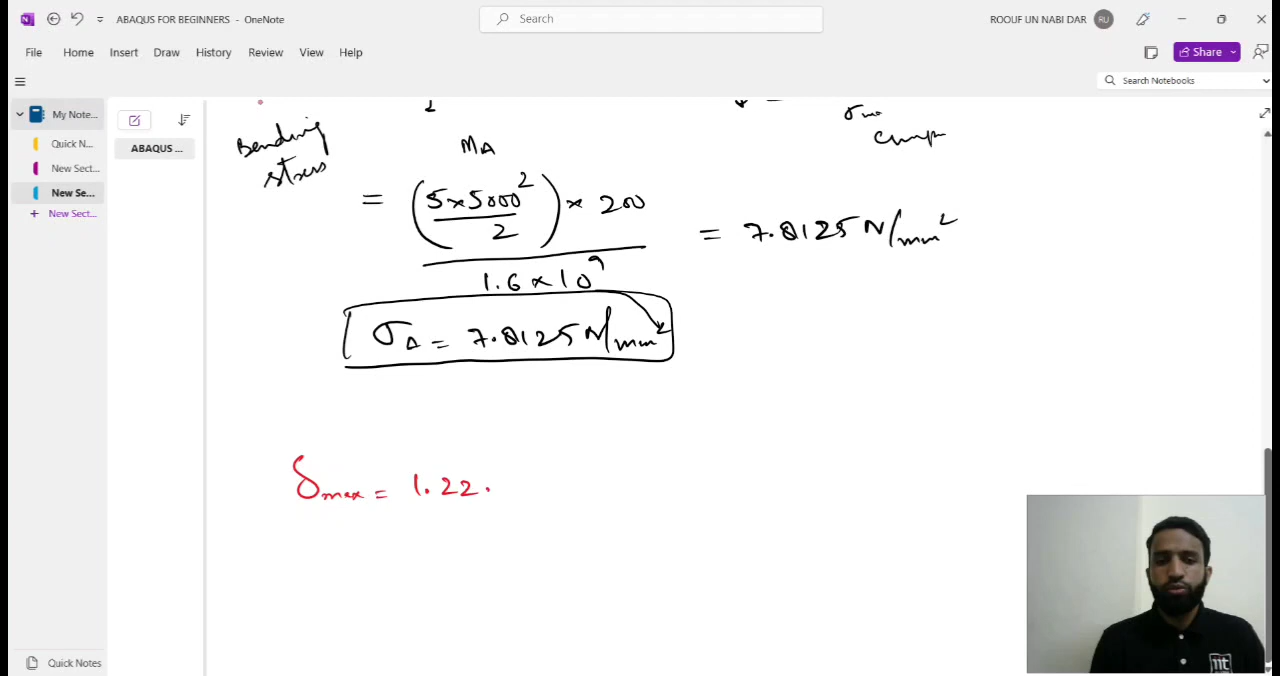 ABAQUS FOR BEGINNERS - OneNote
Search
ROOUF UN NABI DAR RU
File Home Insert Draw History Review View Help
Share
Search Notebooks
My Note...
Quick N...
New Sect...
New Se...
New Sect...
ABAQUS ...
Bending
stress
MA
= (5×5000²/2) × 200
1.6×10⁹
= 7.8125 N/mm²
σA = 7.8125 N/mm²
δmax = 1.22.
Quick Notes